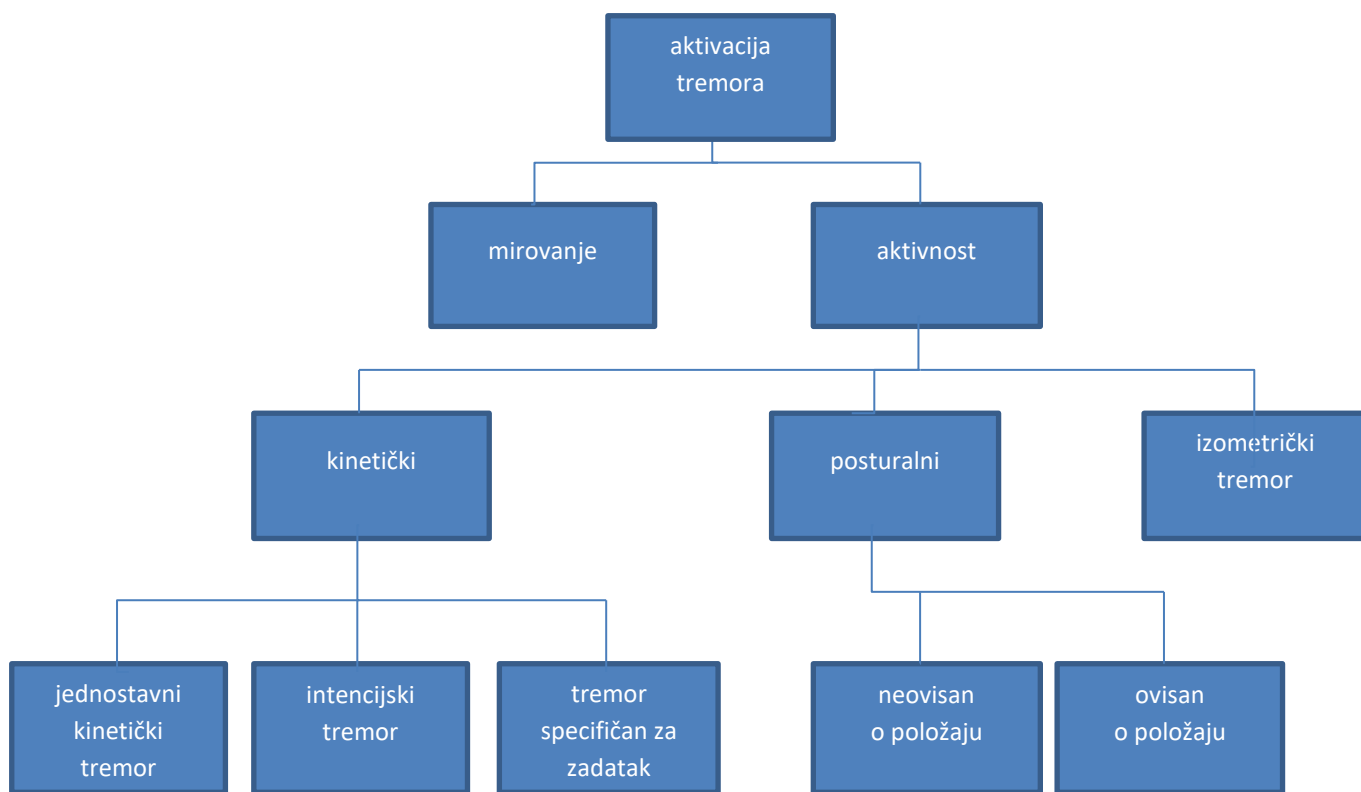 aktivacija
tremora
mirovanje
aktivnost
kinetički
posturalni
izometrički
tremor
jednostavni
kinetički
tremor
intencijski
tremor
tremor
specifičan za
zadatak
neovisan
o položaju
ovisan
o položaju